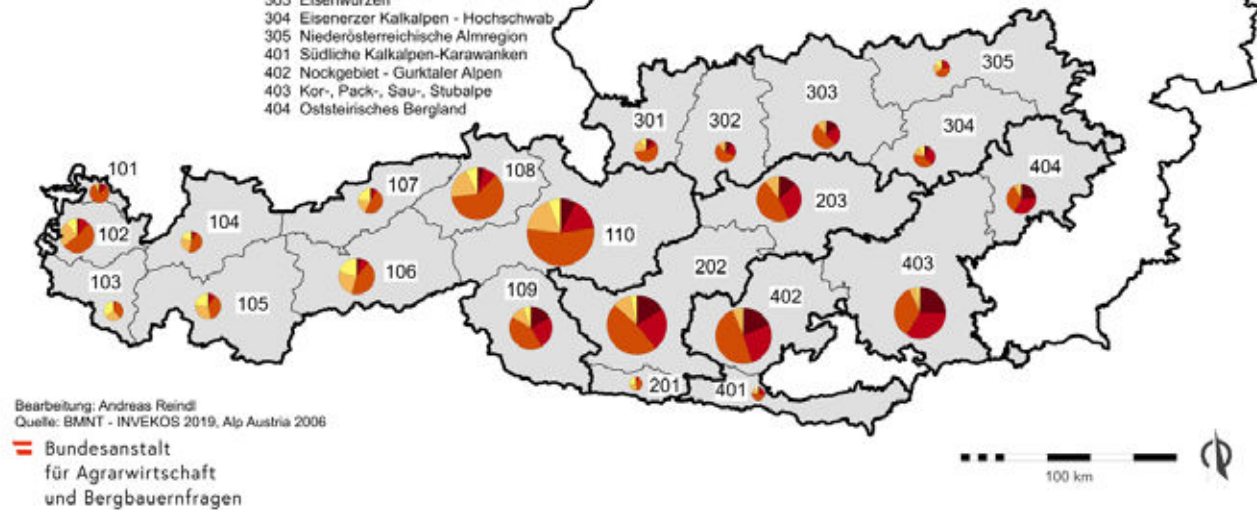 303 Eisenwurzen
304 Eisenerzer Kalkalpen - Hochschwab
305 Niederösterreichische Almregion
401 Südliche Kalkalpen-Karawanken
402 Nockgebiet - Gurktaler Alpen
403 Kor-, Pack-, Sau-, Stubalpe
404 Oststeirisches Bergland
305
303
301
302
304
101
404
107
108
104
203
102
110
106
202
403
103
105
109
402
201
401
Bearbeitung: Andreas Reindl
Quelle: BMNT - INVEKOS 2019, Alp Austria 2006
Bundesanstalt
für Agrarwirtschaft
und Bergbauernfragen
100 km